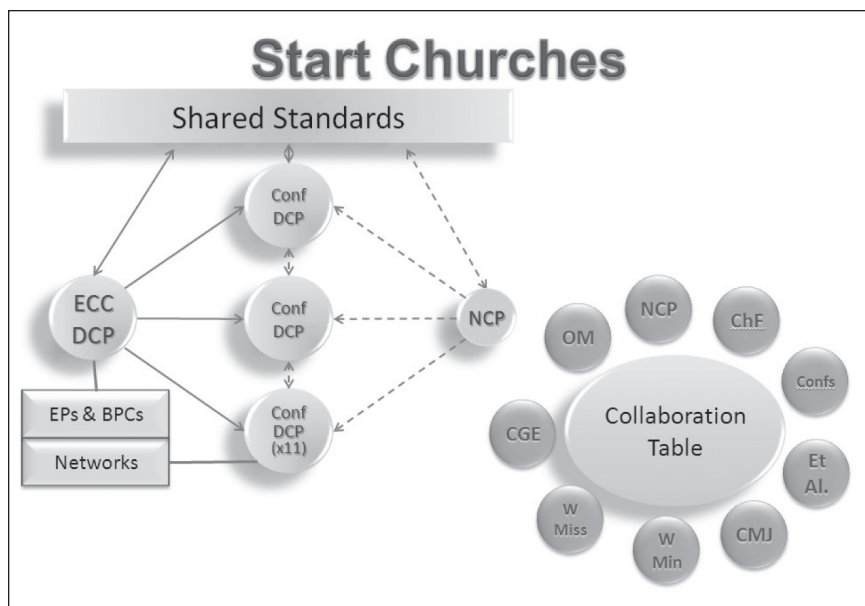 Start Churches
Shared Standards
Conf
DCP
ECC
DCP
Conf
DCP
NCP
Conf
DCP
(x11)
EPs & BPCs
Networks
NCP
ChF
OM
Confs
Collaboration
Table
CGE
Et
Al.
W
Miss
CMJ
W
Min